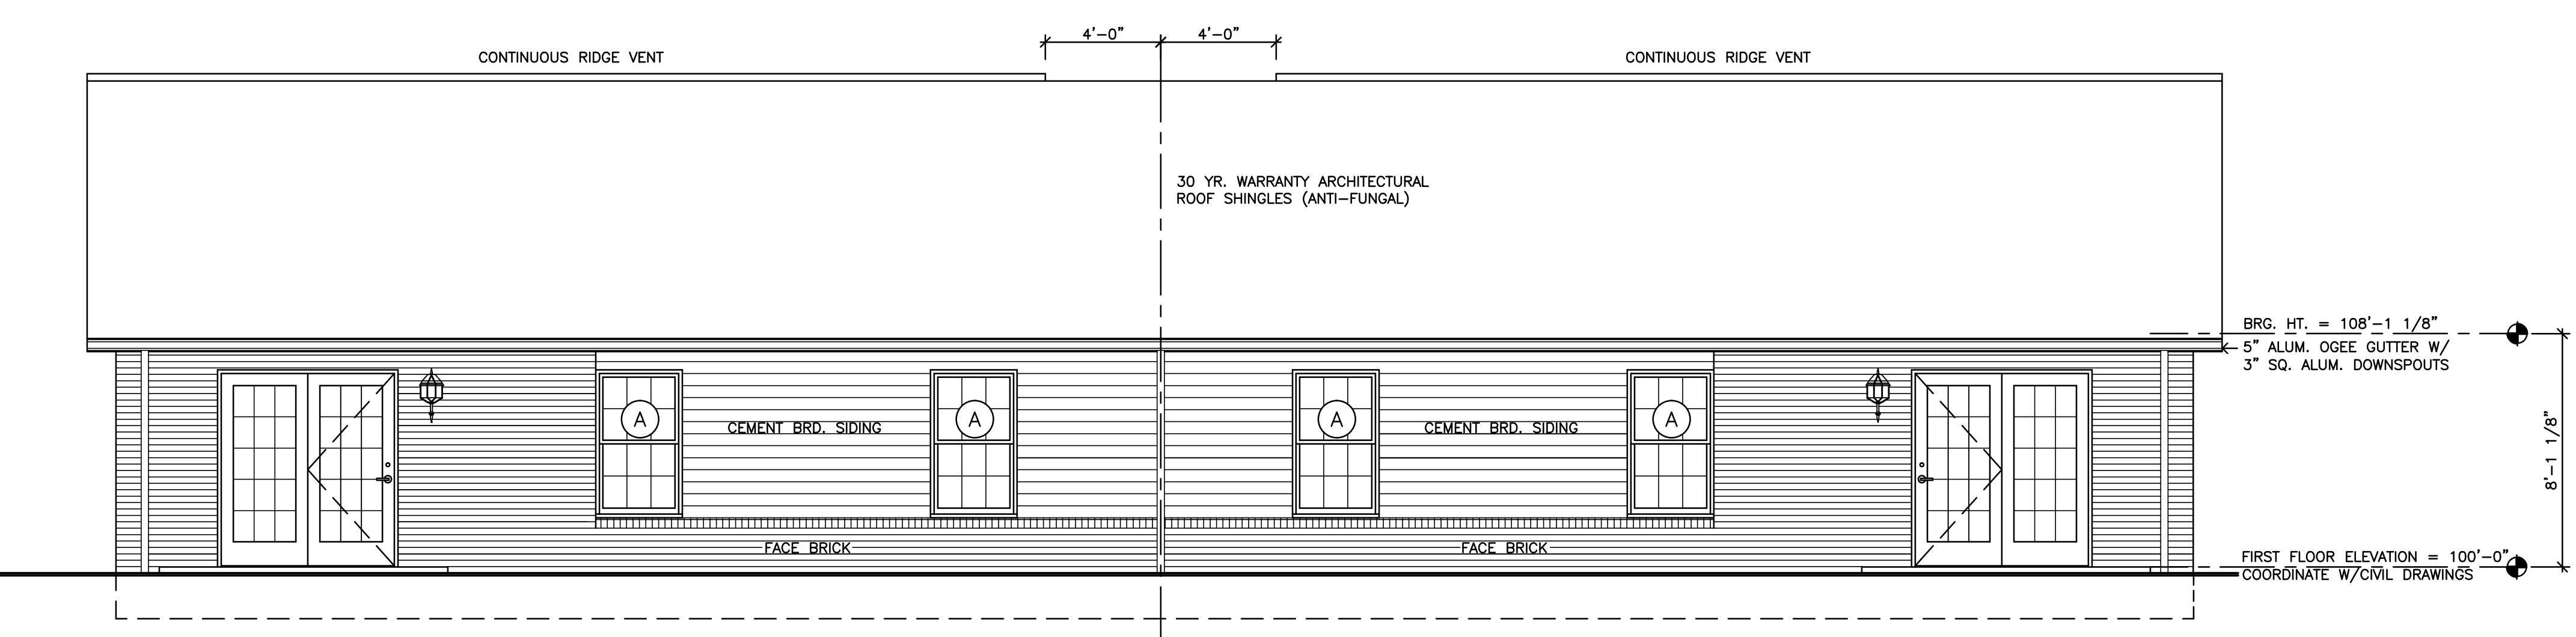 4'-0" 4'-0"
CONTINUOUS RIDGE VENT CONTINUOUS RIDGE VENT
30 YR. WARRANTY ARCHITECTURAL
ROOF SHINGLES (ANTI-FUNGAL)
BRG. HT. = 108'-1 1/8"
5" ALUM. OGEE GUTTER W/
3" SQ. ALUM. DOWNSPOUTS
A A A A
CEMENT BRD. SIDING CEMENT BRD. SIDING
8'-1 1/8"
FACE BRICK FACE BRICK
FIRST FLOOR ELEVATION = 100'-0"
COORDINATE W/CIVIL DRAWINGS